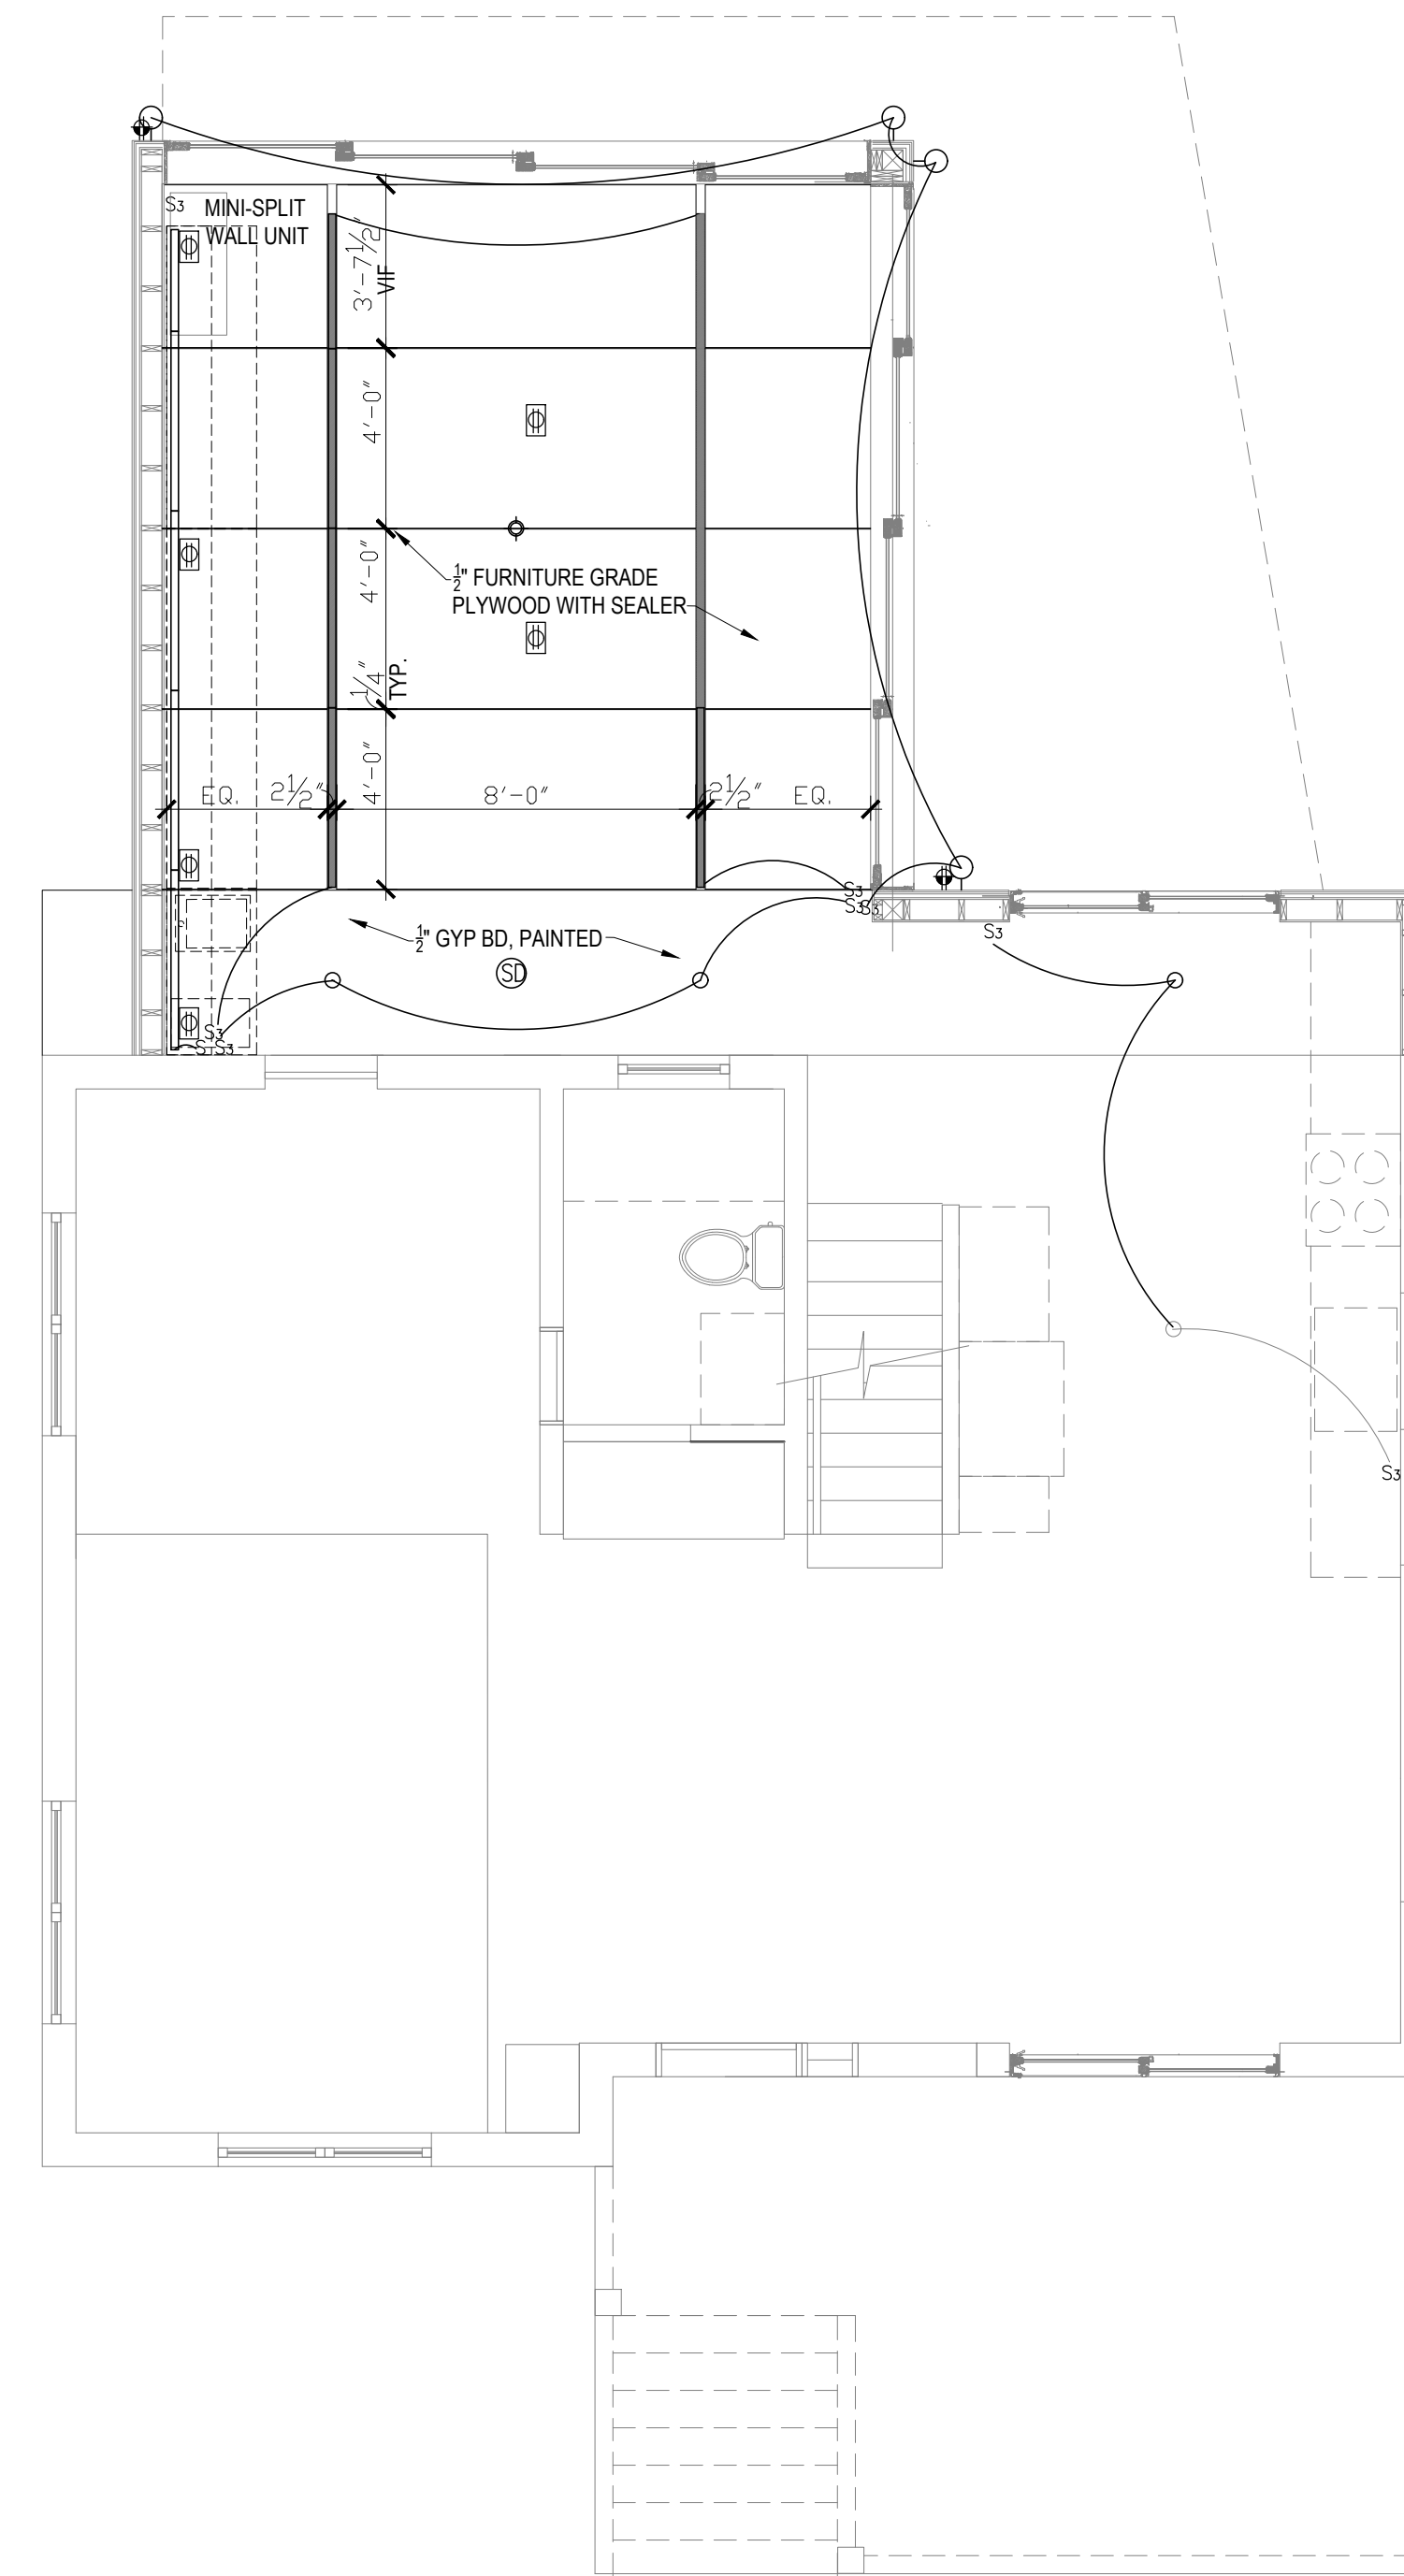 S3
MINI-SPLIT
WALL UNIT
3'-7½"
VIF
4'-0"
4'-0"
½" FURNITURE GRADE
PLYWOOD WITH SEALER
¼"
TYP.
4'-0"
EQ.
2½"
8'-0"
2½"
EQ.
S3
S3
S3
½" GYP BD, PAINTED
SD
S3
S3
S
S3
S3